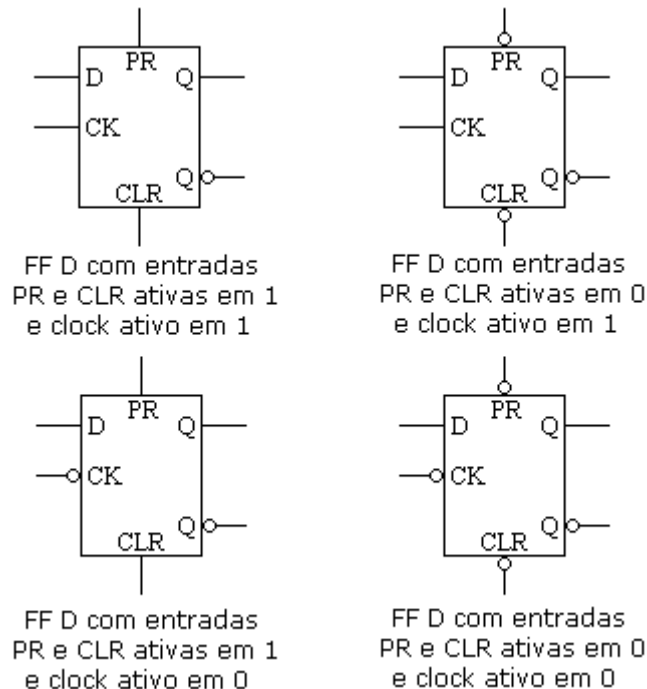 PR
D Q
CK
Q
CLR
FF D com entradas
PR e CLR ativas em 1
e clock ativo em 1
PR
D Q
CK
Q
CLR
FF D com entradas
PR e CLR ativas em 0
e clock ativo em 1
PR
D Q
CK
Q
CLR
FF D com entradas
PR e CLR ativas em 1
e clock ativo em 0
PR
D Q
CK
Q
CLR
FF D com entradas
PR e CLR ativas em 0
e clock ativo em 0